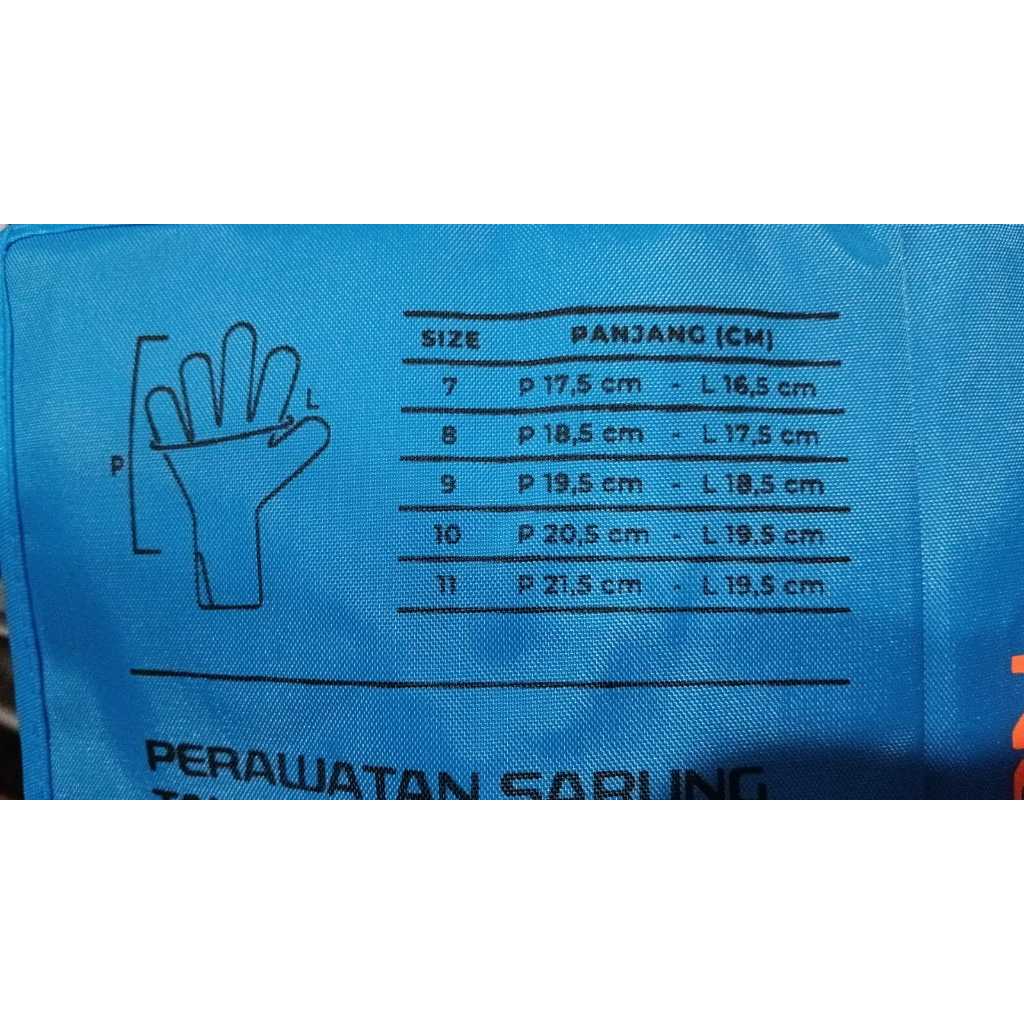 SIZE PANJANG (CM)
7 P 17,5 cm - L 16,5 cm
8 P 18,5 cm - L 17,5 cm
9 P 19,5 cm - L 18,5 cm
10 P 20,5 cm - L 19,5 cm
11 P 21,5 cm - L 19,5 cm
L
P
PERAWATAN SARUNG